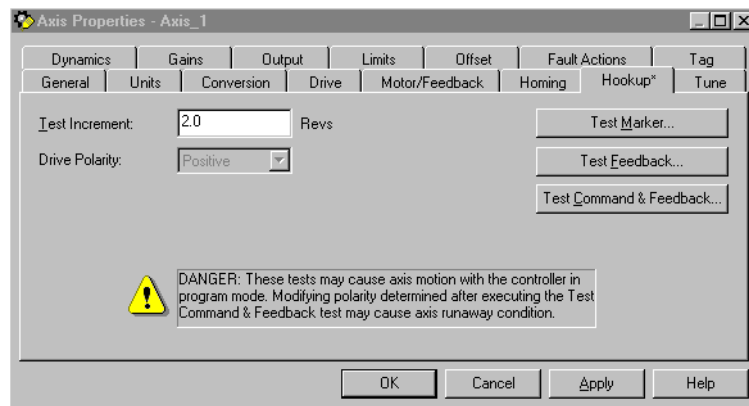 Axis Properties - Axis_1
Dynamics Gains Output Limits Offset Fault Actions Tag
General Units Conversion Drive Motor/Feedback Homing Hookup* Tune
Test Increment: 2.0 Revs Test Marker...
Drive Polarity: Positive Test Feedback...
Test Command & Feedback...
DANGER: These tests may cause axis motion with the controller in
program mode. Modifying polarity determined after executing the Test
Command & Feedback test may cause axis runaway condition.
OK Cancel Apply Help